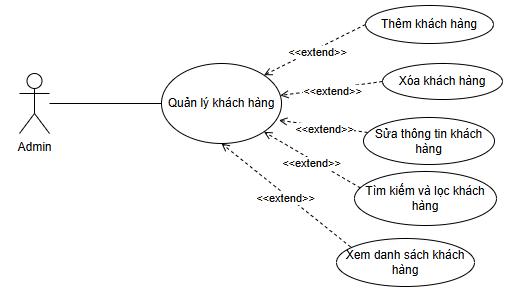 Thêm khách hàng
<<extend>>
Xóa khách hàng
<<extend>>
Quản lý khách hàng
Admin
<<extend>>
Sửa thông tin khách
hàng
<<extend>>
Tìm kiếm và lọc khách
hàng
<<extend>>
Xem danh sách khách
hàng